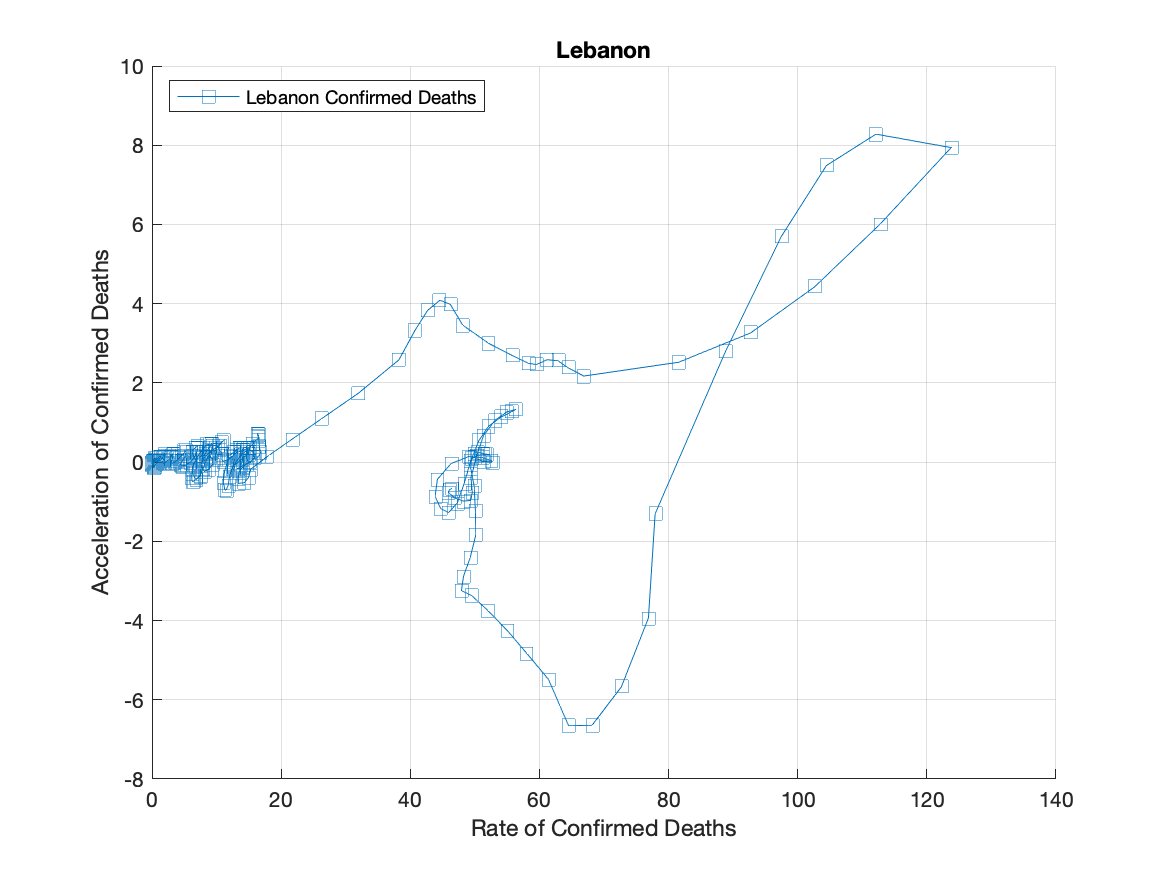 Lebanon
10
Lebanon Confirmed Deaths
8
6
4
2
0
-2
-4
-6
-8
Acceleration of Confirmed Deaths
0 20 40 60 80 100 120 140
Rate of Confirmed Deaths